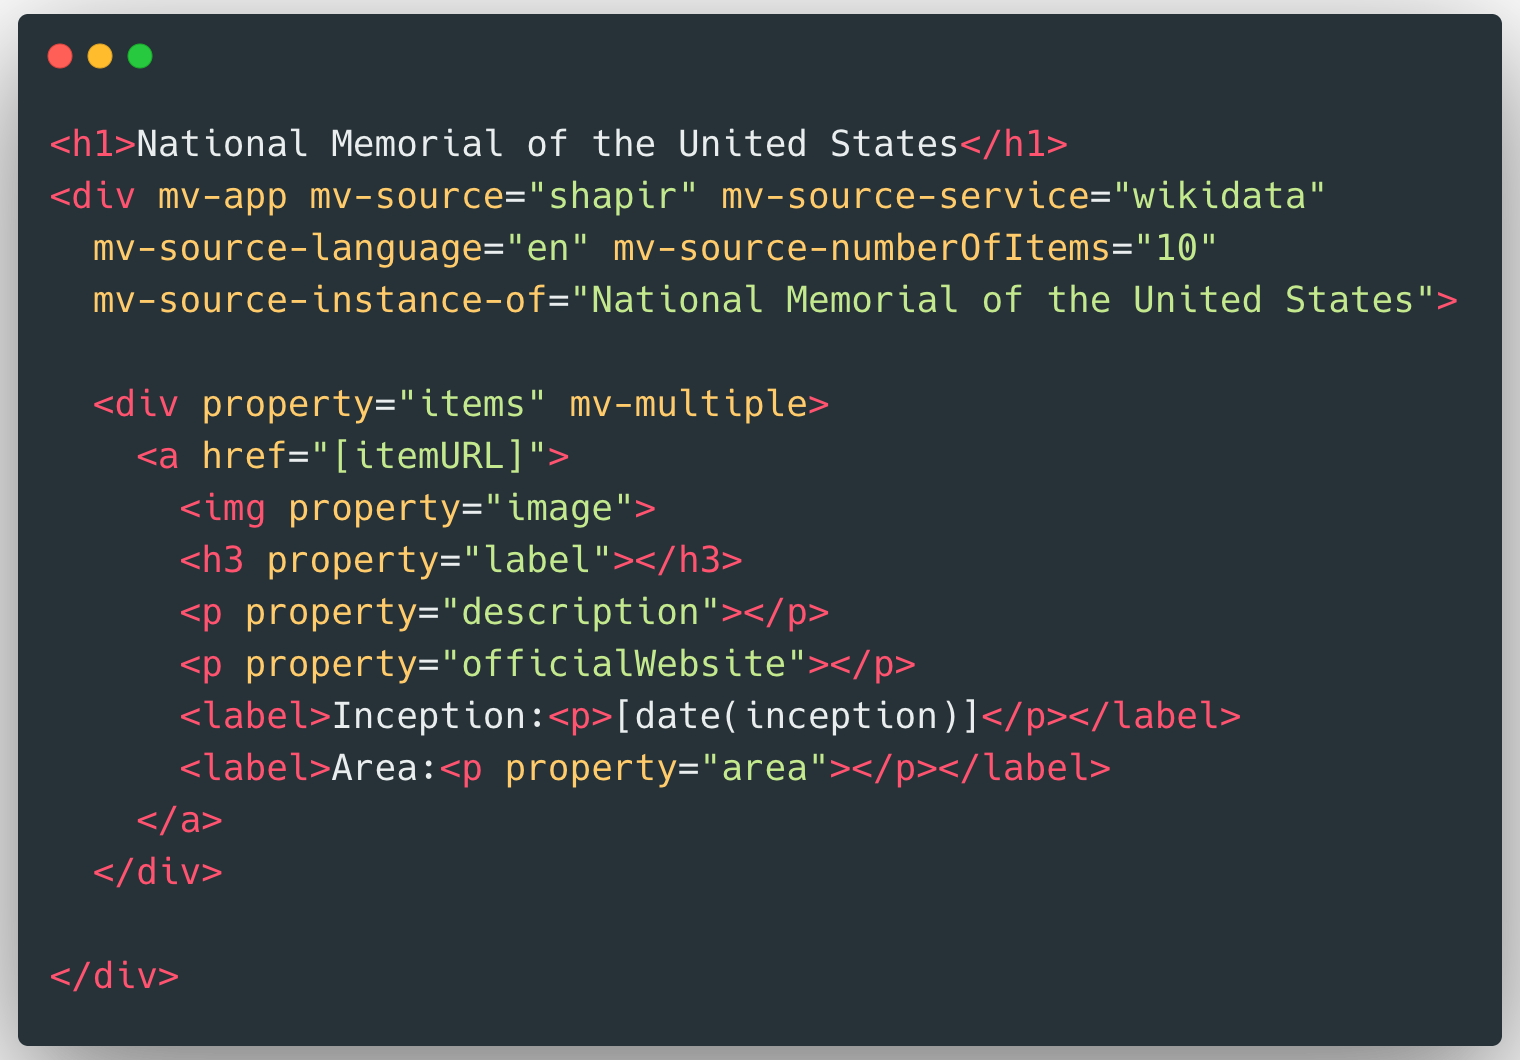 <h1>National Memorial of the United States</h1>
<div mv-app mv-source="shapir" mv-source-service="wikidata"
  mv-source-language="en" mv-source-numberOfItems="10"
  mv-source-instance-of="National Memorial of the United States">

  <div property="items" mv-multiple>
    <a href="[itemURL]">
      <img property="image">
      <h3 property="label"></h3>
      <p property="description"></p>
      <p property="officialWebsite"></p>
      <label>Inception:<p>[date(inception)]</p></label>
      <label>Area:<p property="area"></p></label>
    </a>
  </div>

</div>